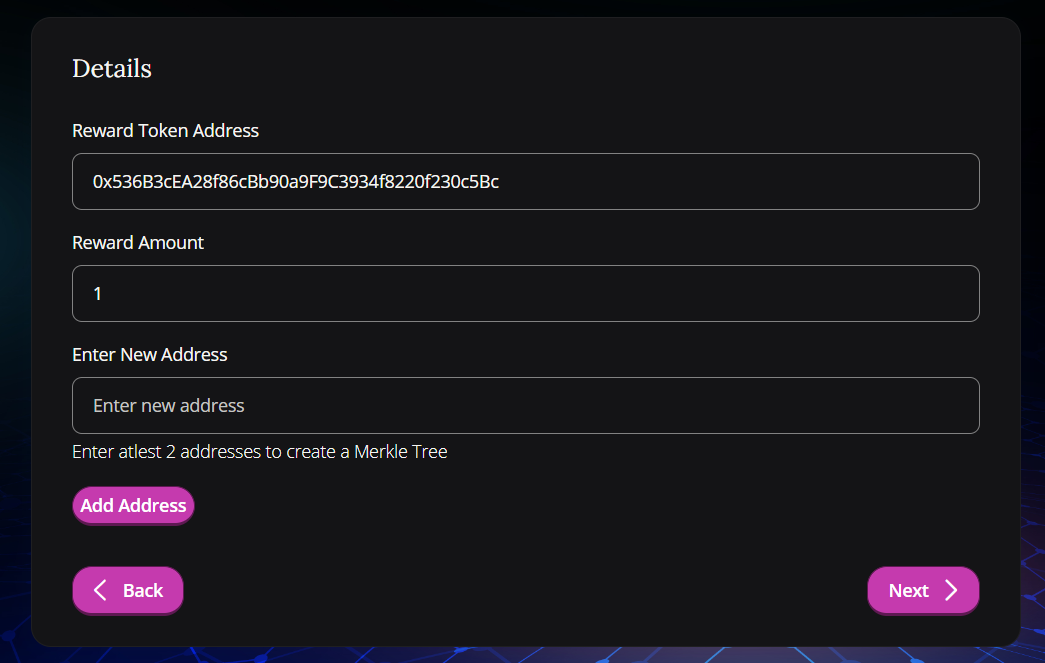 Details
Reward Token Address
0x536B3cEA28f86cBb90a9F9C3934f8220f230c5Bc
Reward Amount
1
Enter New Address
Enter new address
Enter atlest 2 addresses to create a Merkle Tree
Add Address
Back
Next